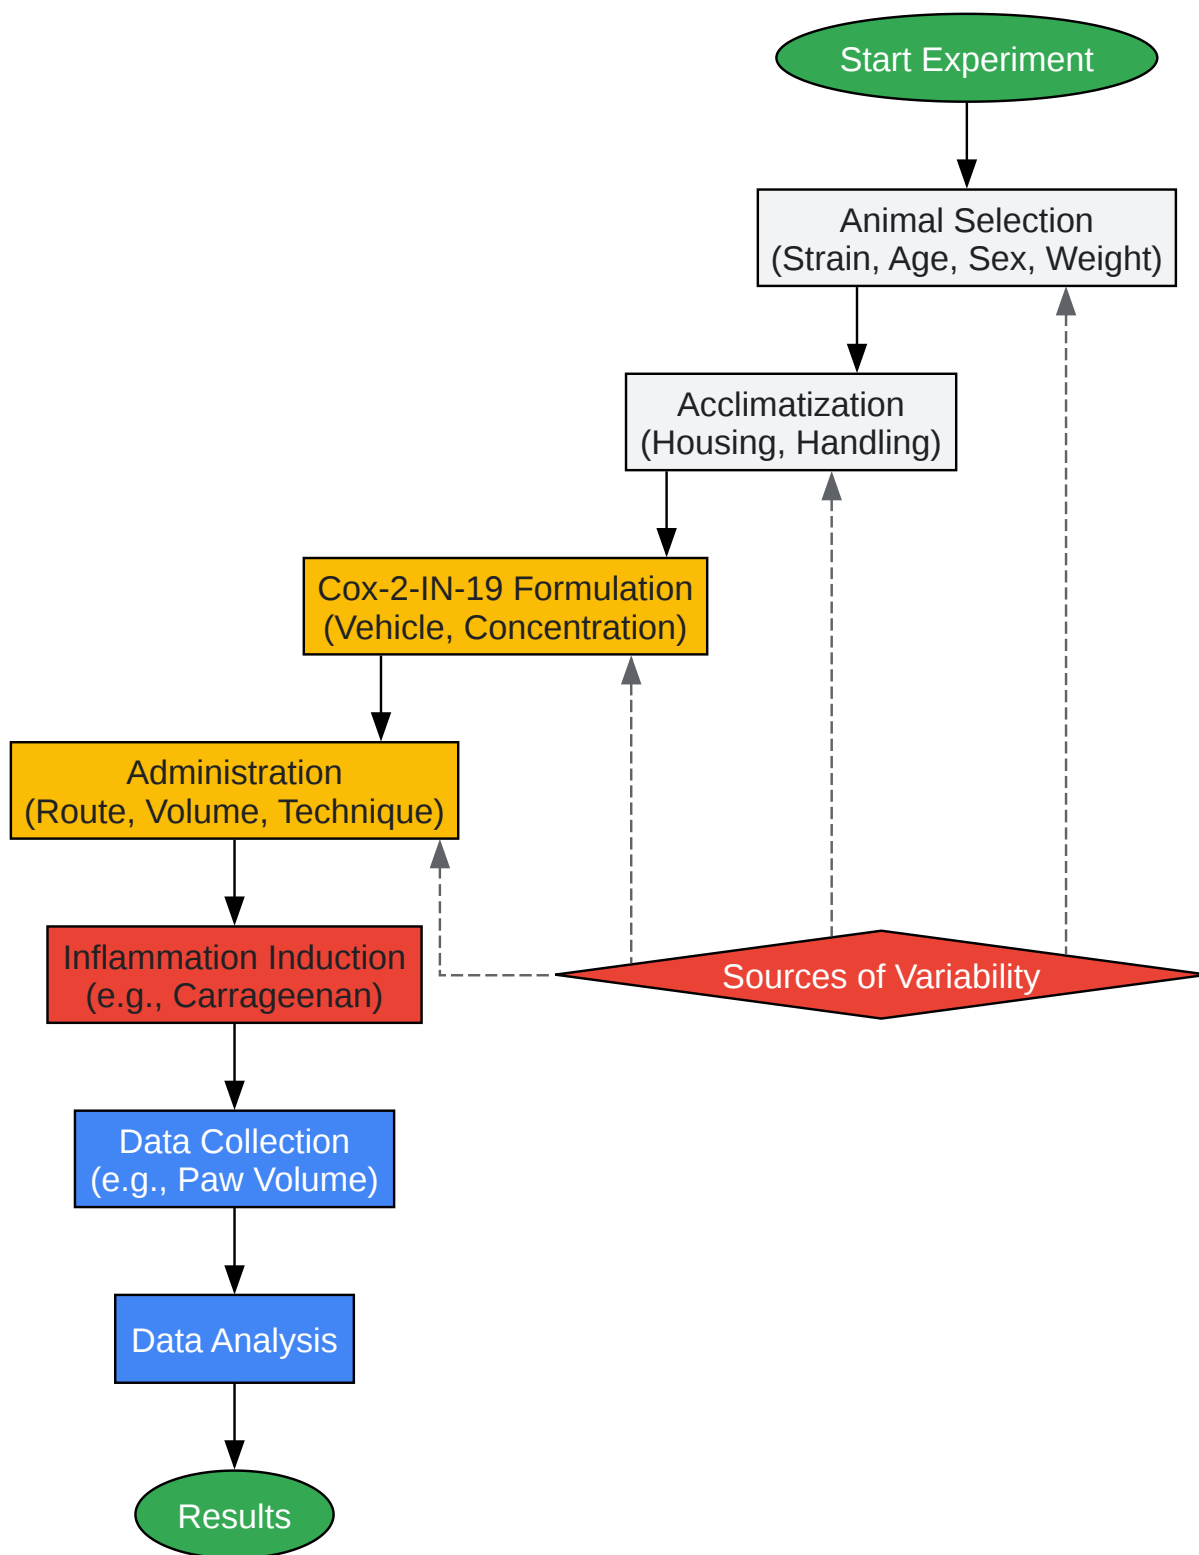 Start Experiment
Animal Selection
(Strain, Age, Sex, Weight)
Acclimatization
(Housing, Handling)
Cox-2-IN-19 Formulation
(Vehicle, Concentration)
Administration
(Route, Volume, Technique)
Inflammation Induction
(e.g., Carrageenan)
Sources of Variability
Data Collection
(e.g., Paw Volume)
Data Analysis
Results